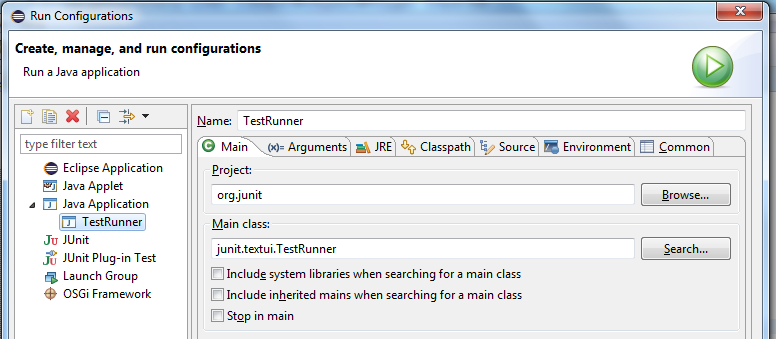 Run Configurations
Create, manage, and run configurations
Run a Java application
type filter text
Eclipse Application
Java Applet
Java Application
TestRunner
JUnit
JUnit Plug-in Test
Launch Group
OSGi Framework
Name: TestRunner
Main (x)= Arguments JRE Classpath Source Environment Common
Project:
org.junit Browse...
Main class:
junit.textui.TestRunner Search...
Include system libraries when searching for a main class
Include inherited mains when searching for a main class
Stop in main